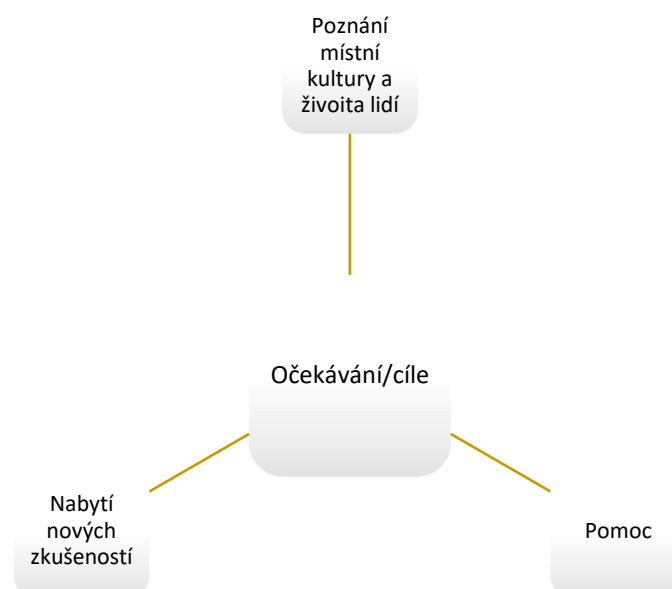 Poznání
místní
kultury a
živoita lidí
Očekávání/cíle
Nabytí
nových
zkušeností
Pomoc